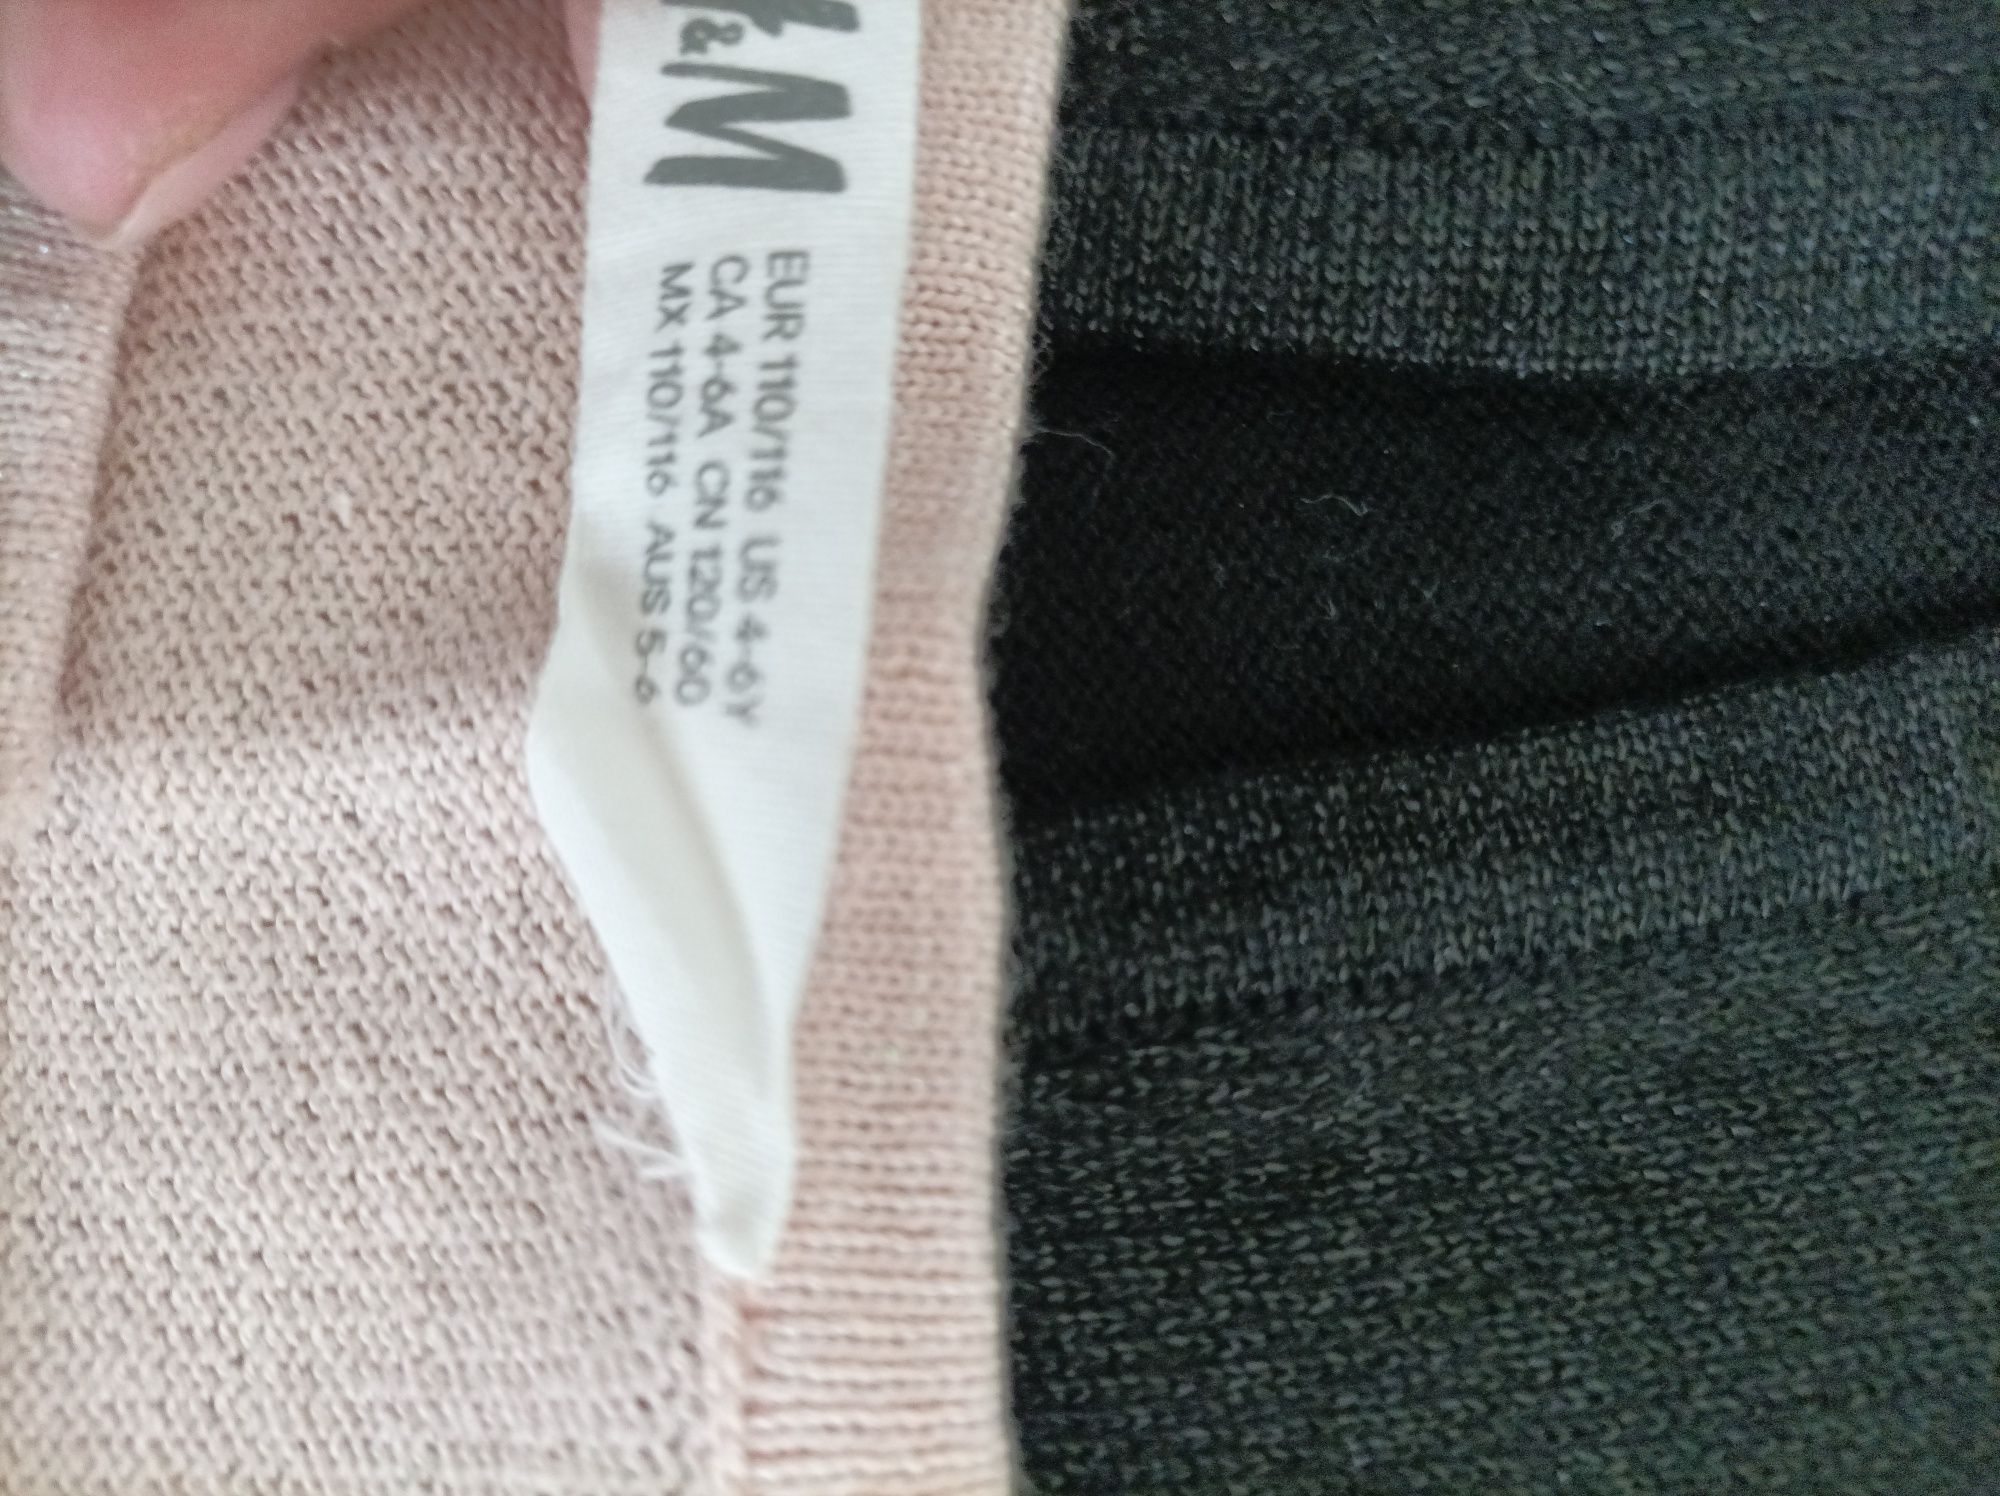 H&M
EUR 110/116 US 4-6Y
CA 4-6A CN 120/60
MX 110/116 AUS 5-6